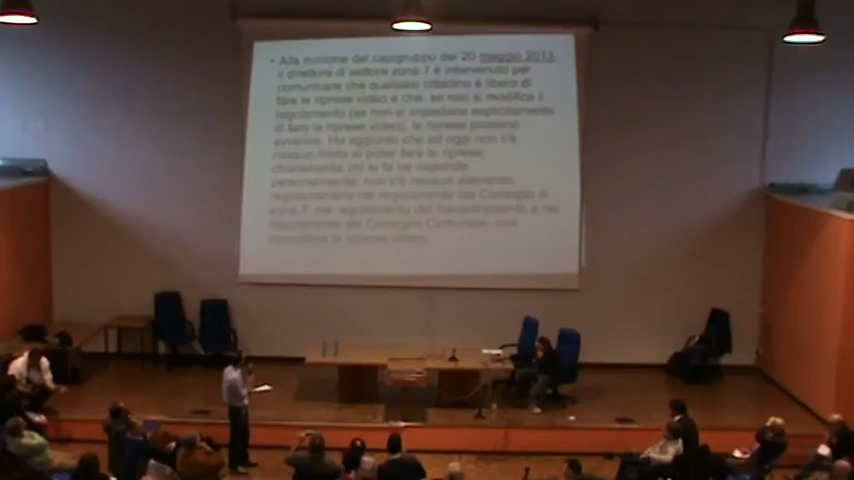 • Alla riunione dei capigruppo del 20 maggio 2013,
il direttore di settore zona 7 è intervenuto per
comunicare che qualsiasi cittadino è libero di
fare le riprese video e che, se non si modifica il
regolamento (se non si impedisce esplicitamente
di fare le riprese video), le riprese possono
avvenire. Ha aggiunto che ad oggi non c'è
nessun limite al poter fare le riprese,
chiaramente chi lo fa ne risponde
personalmente: non c'è nessun elemento
regolamentare nel regolamento del Consiglio di
zona 7, nel regolamento del Decentramento e nel
regolamento del Consiglio Comunale, che
le riprese video.